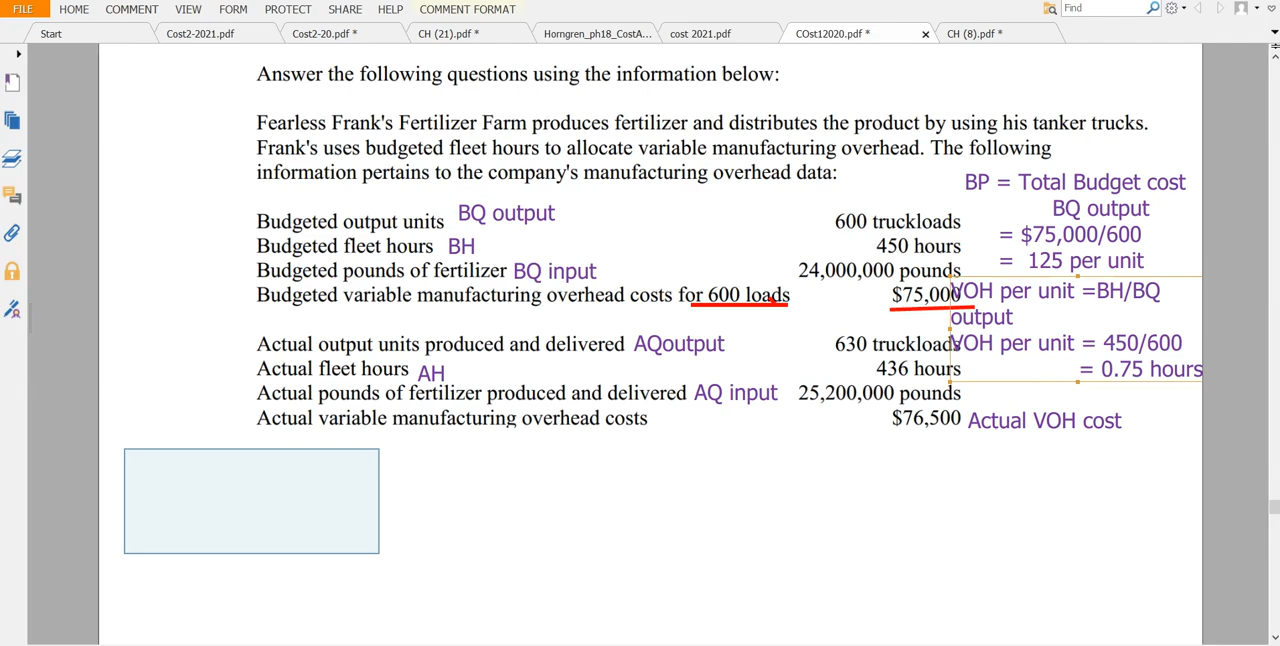 FILE HOME COMMENT VIEW FORM PROTECT SHARE HELP COMMENT FORMAT Find
Start Cost2-2021.pdf Cost2-20.pdf * CH (21).pdf * Horngren_ph18_CostA... cost 2021.pdf COst12020.pdf * CH (8).pdf *
Answer the following questions using the information below:
Fearless Frank's Fertilizer Farm produces fertilizer and distributes the product by using his tanker trucks.
Frank's uses budgeted fleet hours to allocate variable manufacturing overhead. The following
information pertains to the company's manufacturing overhead data:
BP = Total Budget cost
BQ output
= $75,000/600
= 125 per unit
Budgeted output units BQ output 600 truckloads
Budgeted fleet hours BH 450 hours
Budgeted pounds of fertilizer BQ input 24,000,000 pounds
Budgeted variable manufacturing overhead costs for 600 loads $75,000
VOH per unit =BH/BQ
output
VOH per unit = 450/600
= 0.75 hours
Actual output units produced and delivered AQoutput 630 truckloads
Actual fleet hours AH 436 hours
Actual pounds of fertilizer produced and delivered AQ input 25,200,000 pounds
Actual variable manufacturing overhead costs $76,500 Actual VOH cost